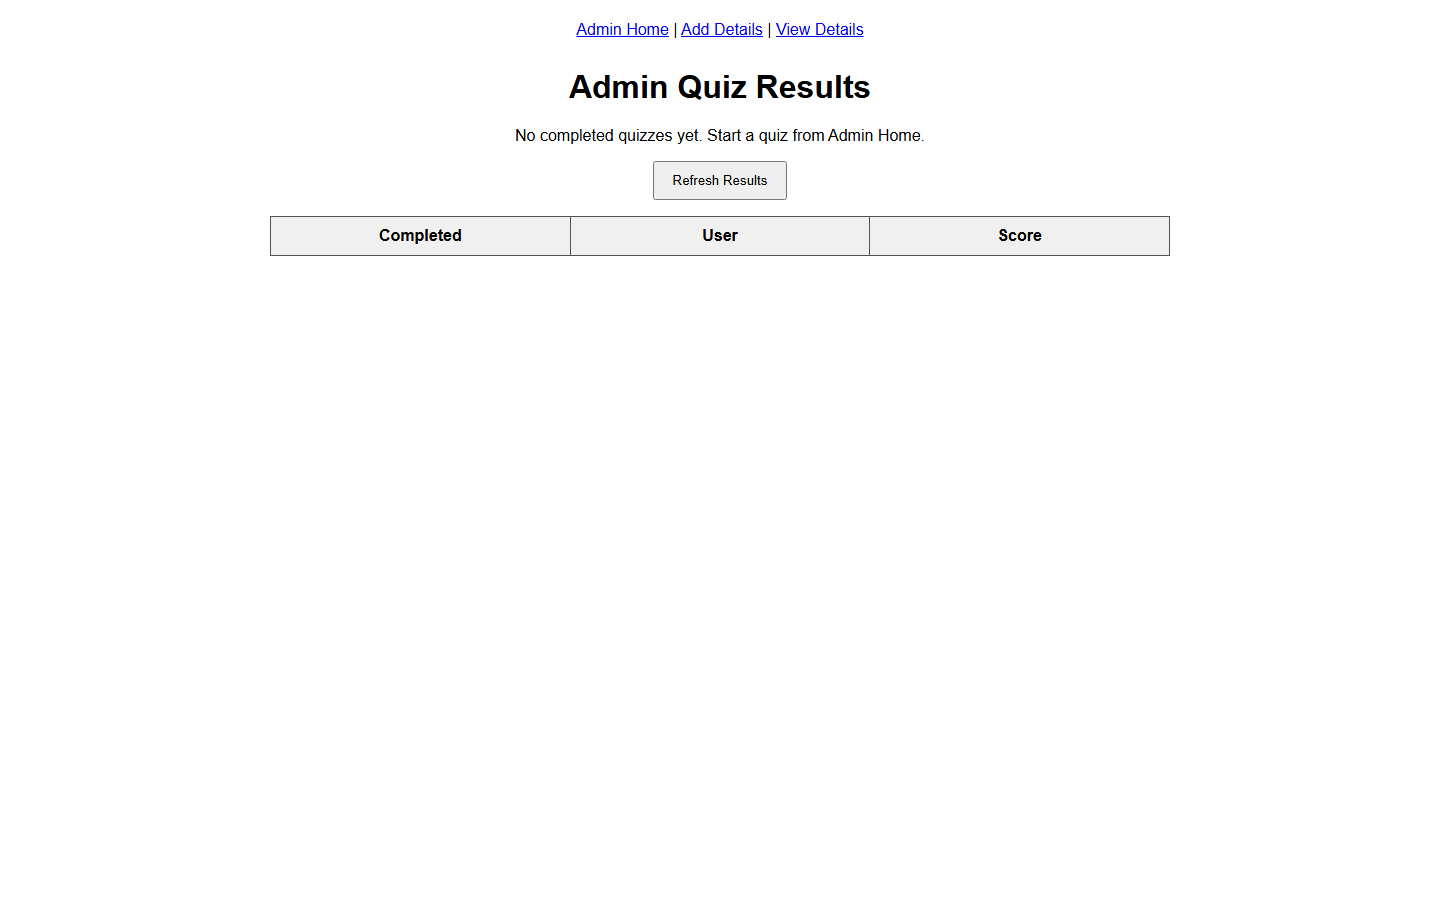 Admin Home | Add Details | View Details
Admin Quiz Results
No completed quizzes yet. Start a quiz from Admin Home.
Refresh Results
Completed User Score